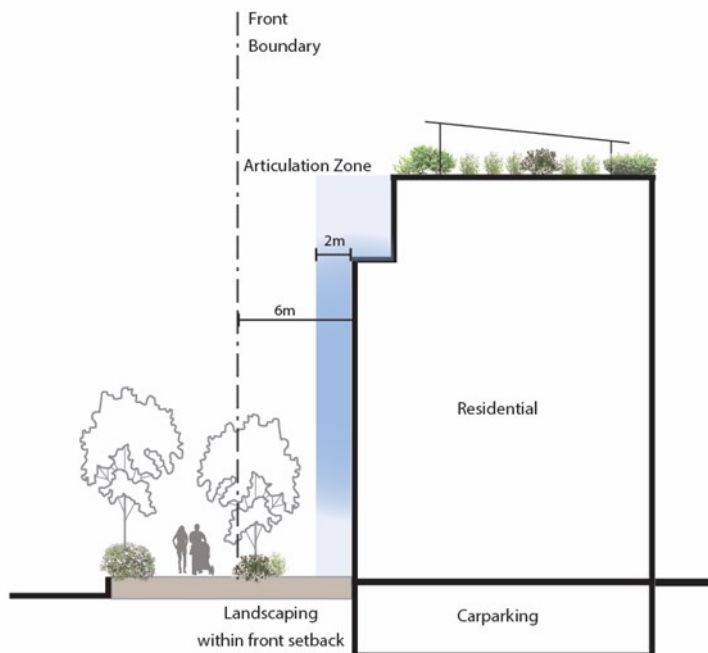 Front
Boundary
Articulation Zone
2m
6m
Residential
Landscaping
within front setback
Carparking